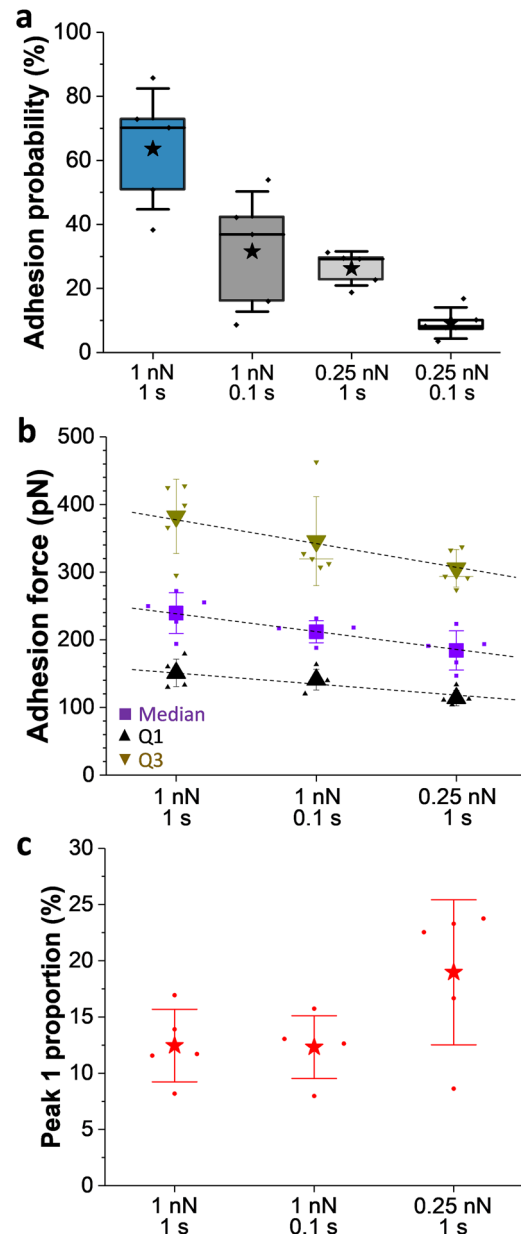 a
Adhesion probability (%)
100
80
60
40
20
0
1 nN 1 nN 0.25 nN 0.25 nN
1 s 0.1 s 1 s 0.1 s
b
Adhesion force (pN)
500
400
300
200
100
0
Median
Q1
Q3
1 nN 1 nN 0.25 nN
1 s 0.1 s 1 s
c
Peak 1 proportion (%)
30
25
20
15
10
5
0
1 nN 1 nN 0.25 nN
1 s 0.1 s 1 s